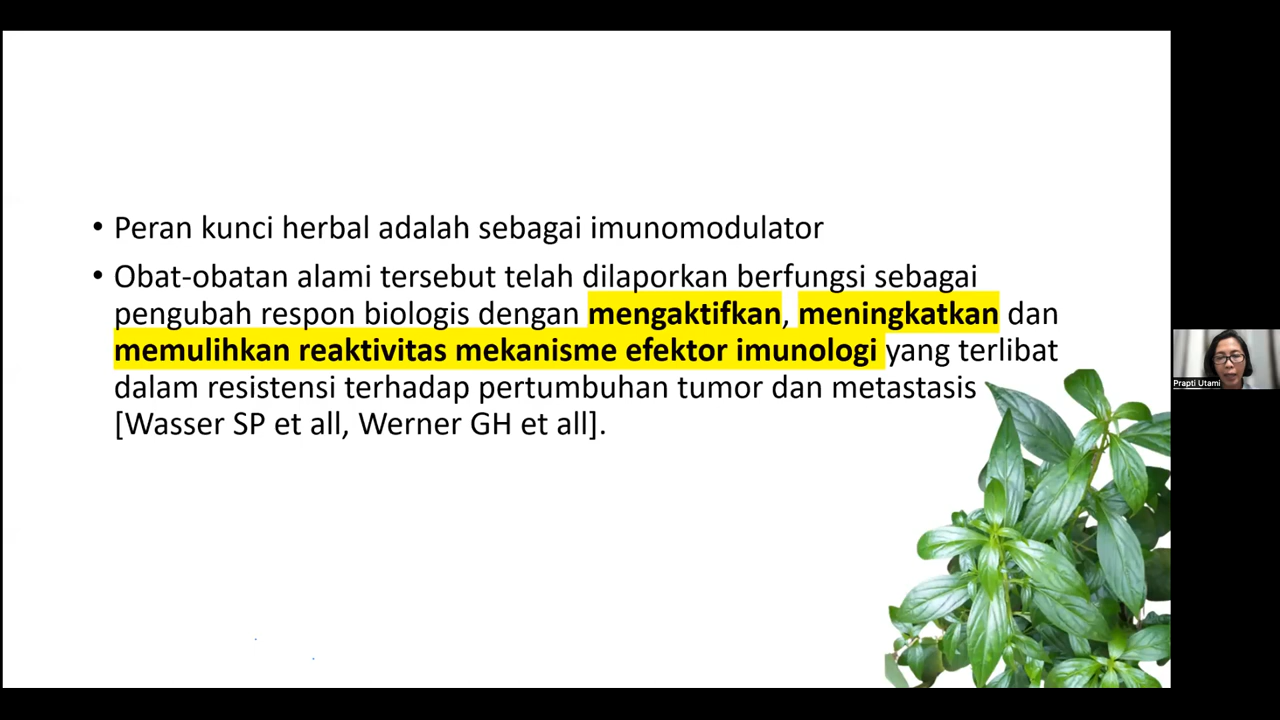 • Peran kunci herbal adalah sebagai imunomodulator
• Obat-obatan alami tersebut telah dilaporkan berfungsi sebagai
pengubah respon biologis dengan mengaktifkan, meningkatkan dan
memulihkan reaktivitas mekanisme efektor imunologi yang terlibat
dalam resistensi terhadap pertumbuhan tumor dan metastasis
[Wasser SP et all, Werner GH et all].
Prapti Utami